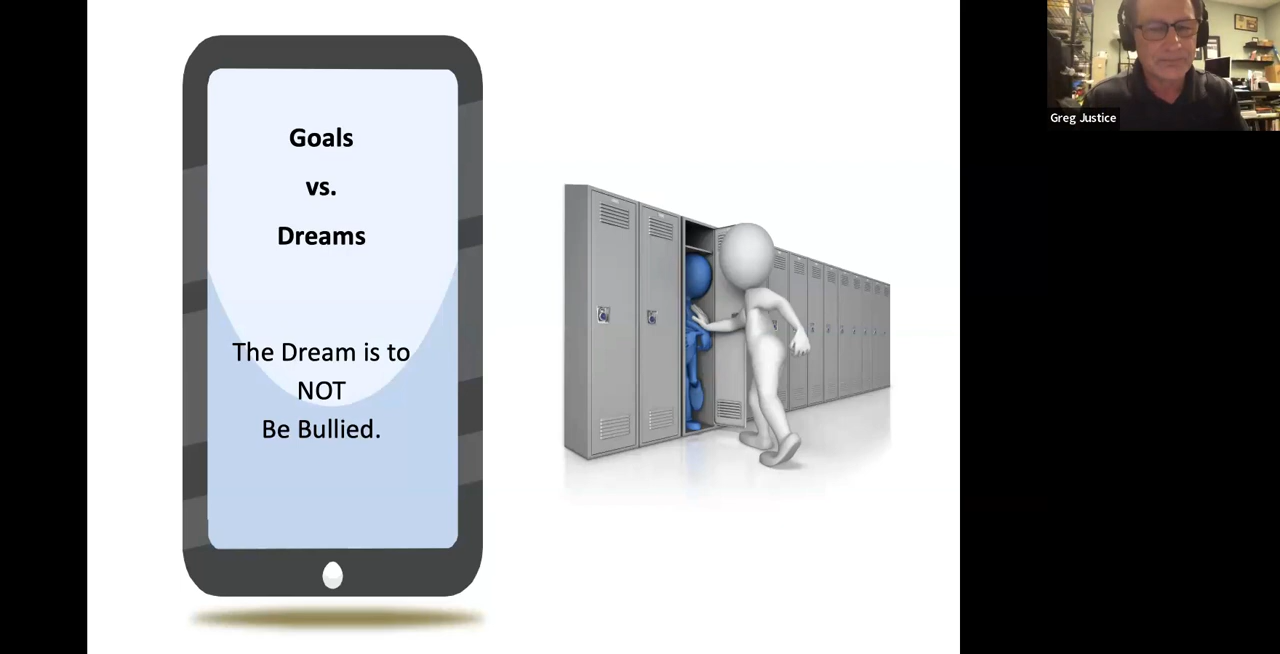 Goals
vs.
Dreams
The Dream is to
NOT
Be Bullied.
Greg Justice